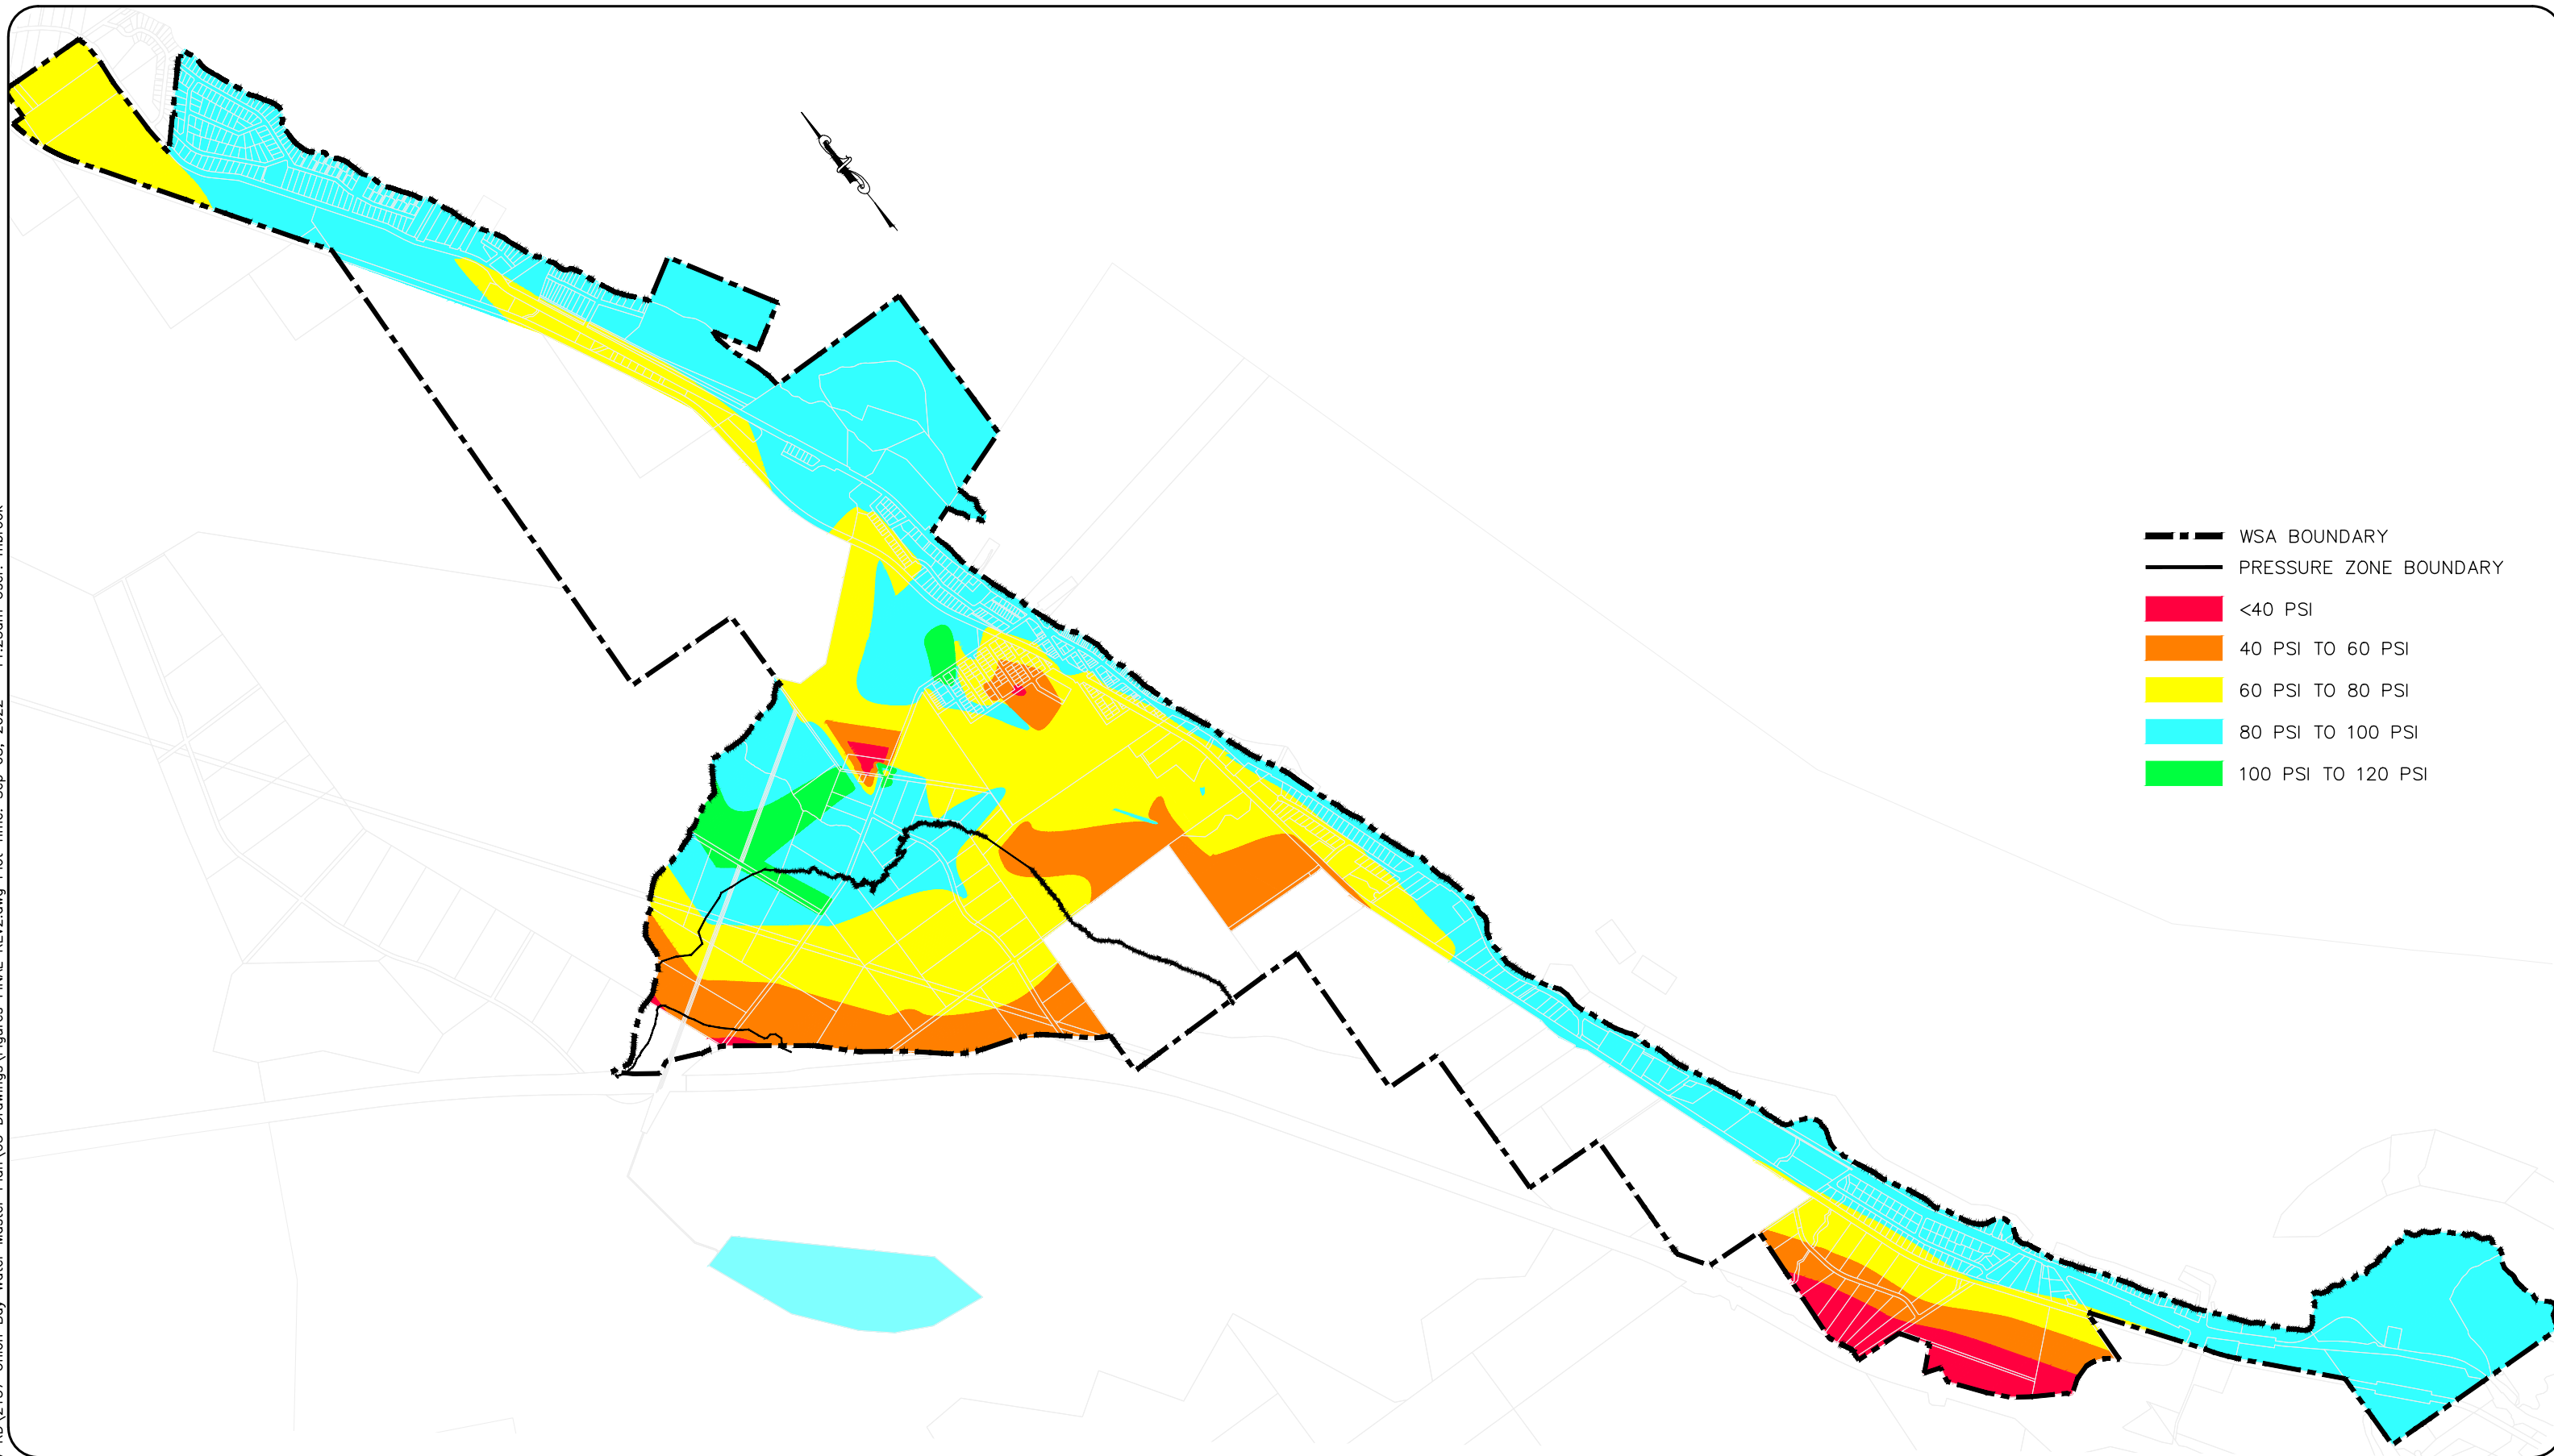 WSA BOUNDARY
PRESSURE ZONE BOUNDARY
<40 PSI
40 PSI TO 60 PSI
60 PSI TO 80 PSI
80 PSI TO 100 PSI
100 PSI TO 120 PSI